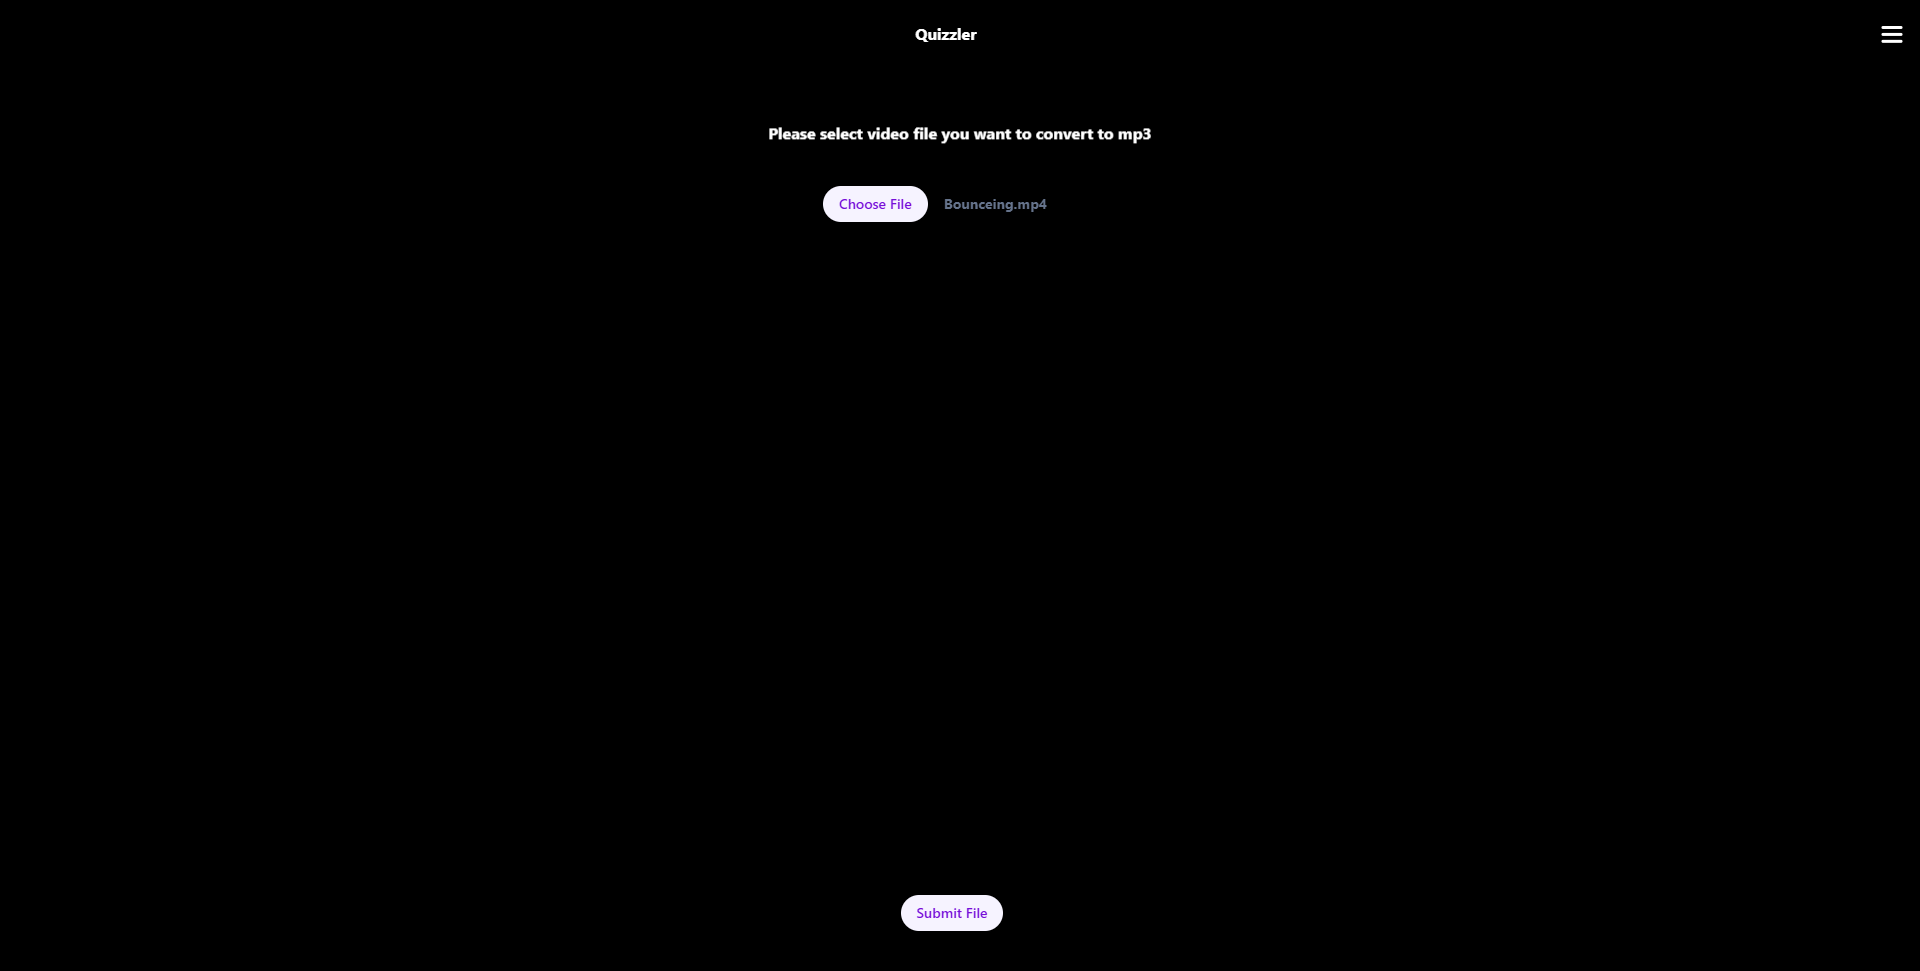 Quizzler
Please select video file you want to convert to mp3
Choose File Bounceing.mp4
Submit File